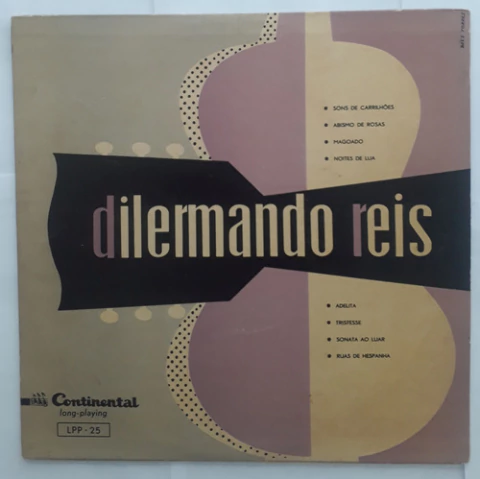 SONS DE CARRILHÕES
ABISMO DE ROSAS
MAGOADO
NOITES DE LUA
dilermando reis
ADELITA
TRISTESSE
SONATA AO LUAR
RUAS DE HESPANHA
Continental
long-playing
LPP - 25